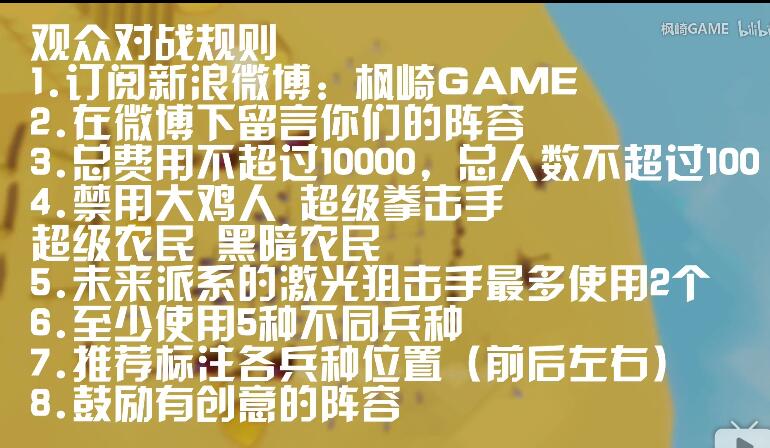 枫崎GAME bilibili
观众对战规则
1.订阅新浪微博：枫崎GAME
2.在微博下留言你们的阵容
3.总费用不超过10000，总人数不超过100
4.禁用大鸡人 超级拳击手
超级农民 黑暗农民
5.未来派系的激光狙击手最多使用2个
6.至少使用5种不同兵种
7.推荐标注各兵种位置（前后左右）
8.鼓励有创意的阵容